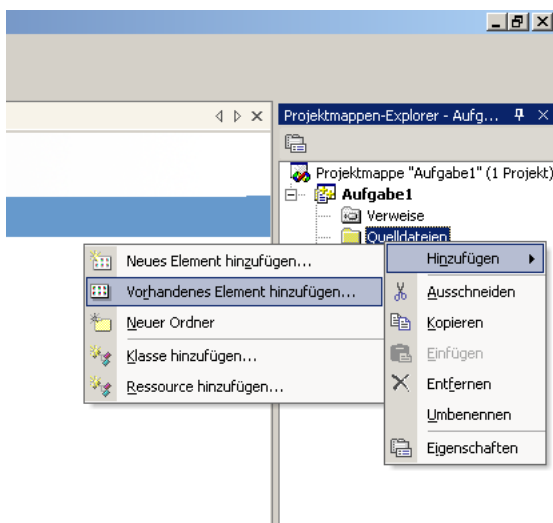 Projektmappen-Explorer - Aufg...
Projektmappe "Aufgabe1" (1 Projekt)
Aufgabe1
Verweise
Quelldateien
Neues Element hinzufügen...
Vorhandenes Element hinzufügen...
Neuer Ordner
Klasse hinzufügen...
Ressource hinzufügen...
Hinzufügen
Ausschneiden
Kopieren
Einfügen
Entfernen
Umbenennen
Eigenschaften